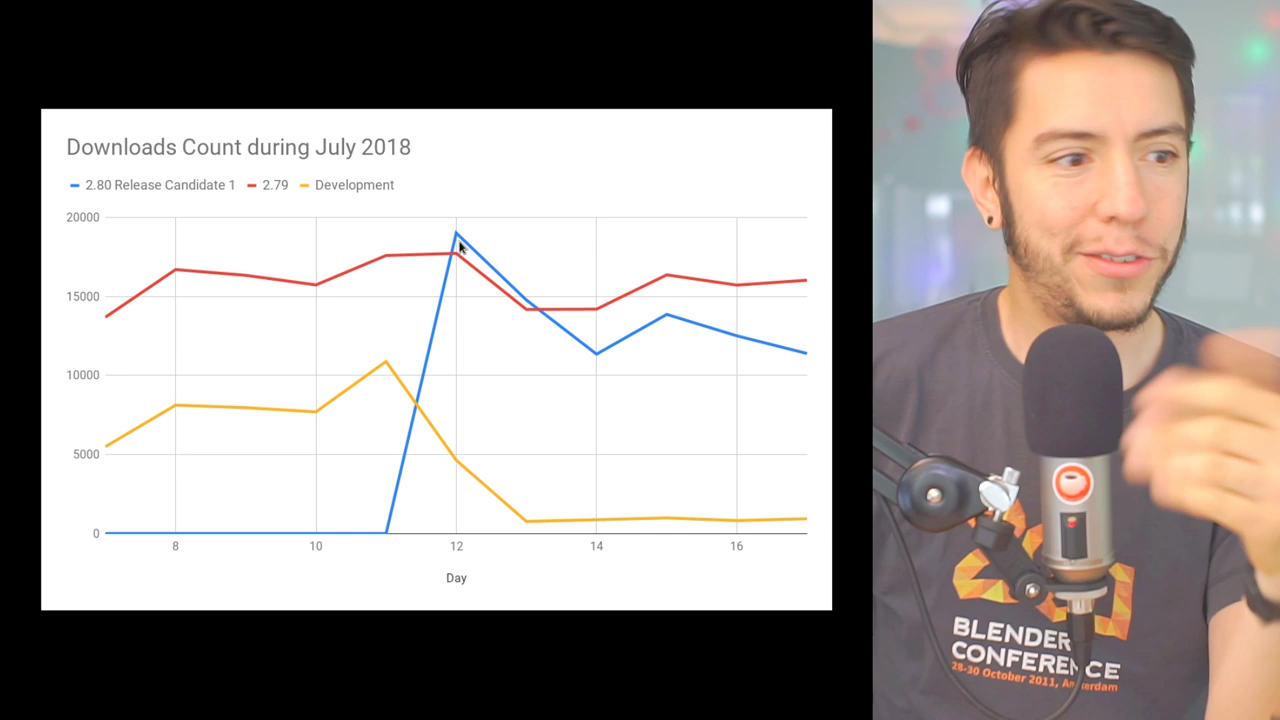 Downloads Count during July 2018
2.80 Release Candidate 1 2.79 Development
20000
15000
10000
5000
0
8 10 12 14 16
Day
BLENDER
CONFERENCE
28-30 October 2011,